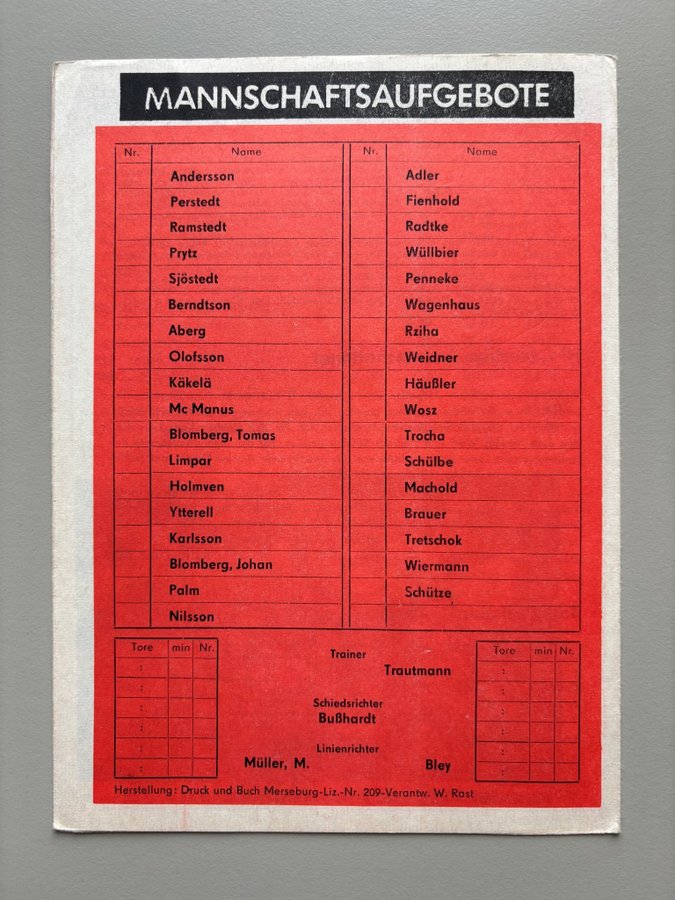 MANNSCHAFTSAUFGEBOTE
Nr. Name
Andersson
Perstedt
Ramstedt
Prytz
Sjöstedt
Berndtson
Aberg
Olofsson
Käkelä
Mc Manus
Blomberg, Tomas
Limpar
Holmven
Ytterell
Karlsson
Blomberg, Johan
Palm
Nilsson
Nr. Name
Adler
Fienhold
Radtke
Wüllbier
Penneke
Wagenhaus
Rziha
Weidner
Häußler
Wosz
Trocha
Schülbe
Machold
Brauer
Tretschok
Wiermann
Schütze
Tore min Nr.
:
:
:
:
:
Trainer
Trautmann
Schiedsrichter
Bußhardt
Linienrichter
Müller, M. Bley
Tore min Nr.
:
:
:
:
:
Herstellung: Druck und Buch Merseburg-Liz.-Nr. 209-Verantw. W. Rast